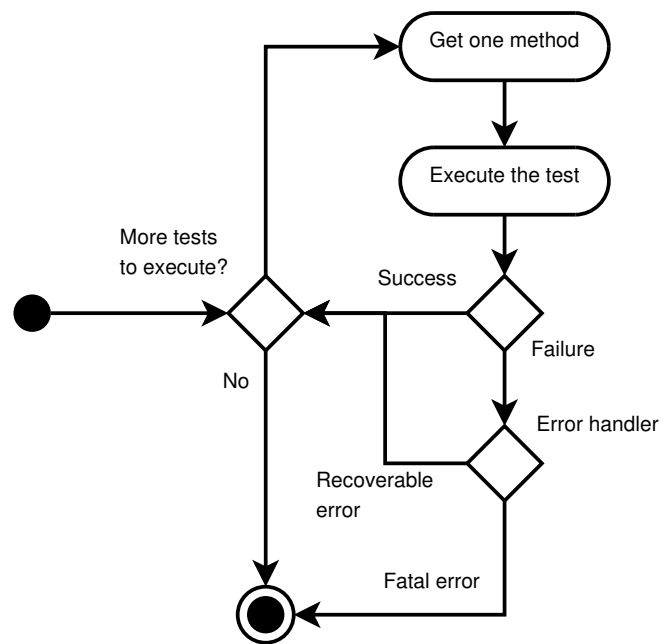 Get one method
Execute the test
More tests
to execute?
Success
Failure
No
Error handler
Recoverable
error
Fatal error